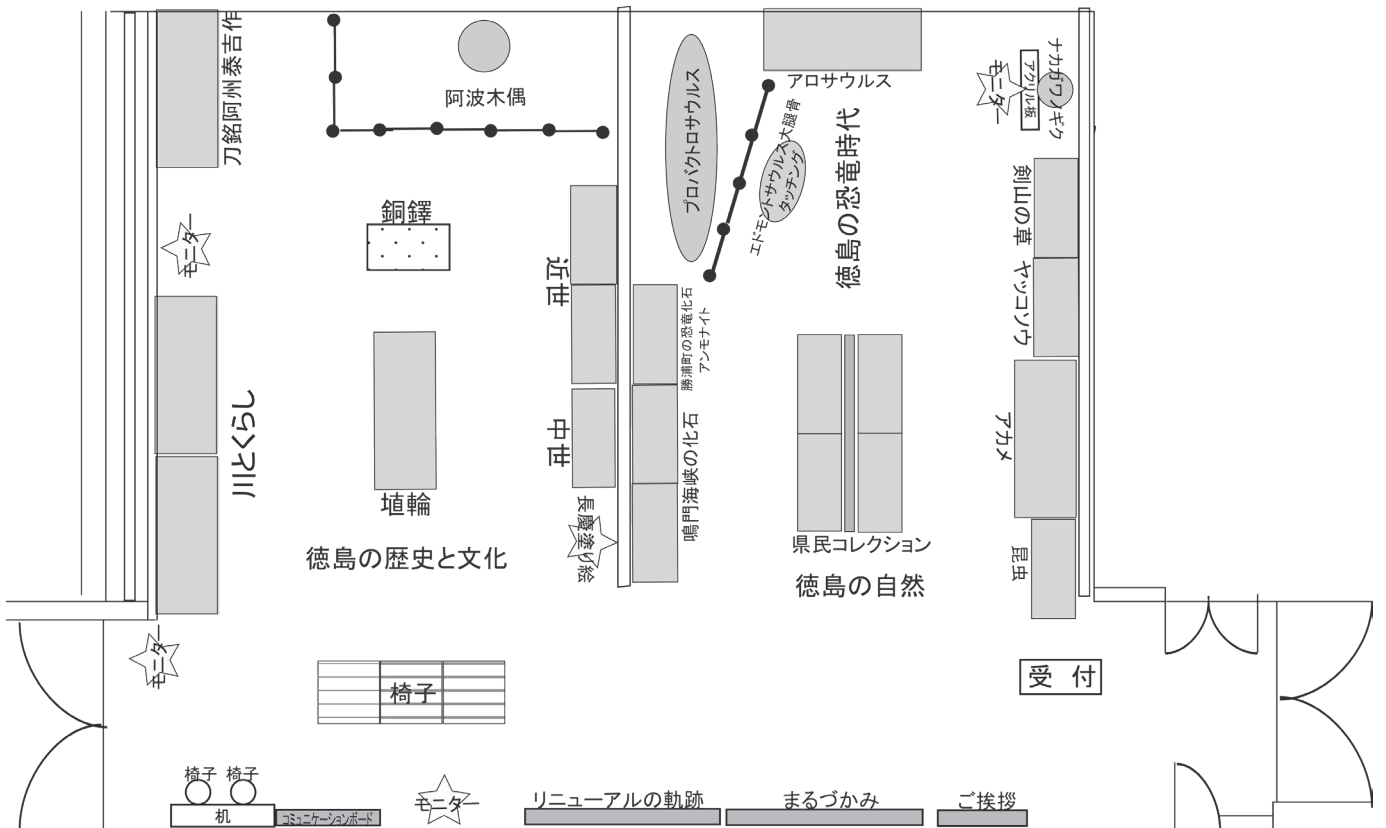 刀銘阿州泰吉作
阿波木偶
モニター
銅鐸
近世
川とくらし
埴輪
中世
長慶塗り絵
徳島の歴史と文化
プロバクトロサウルス
アロサウルス
エドモントサウルス大腿骨
タッチング
徳島の恐竜時代
勝浦町の恐竜化石
アンモナイト
鳴門海峡の化石
県民コレクション
徳島の自然
モニター
アクリル板
ナカガワノギク
剣山の草
ヤッコソウ
アカメ
昆虫
モニター
椅子
受付
椅子 椅子
机
コミュニケーションボード
モニター
リニューアルの軌跡
まるづかみ
ご挨拶